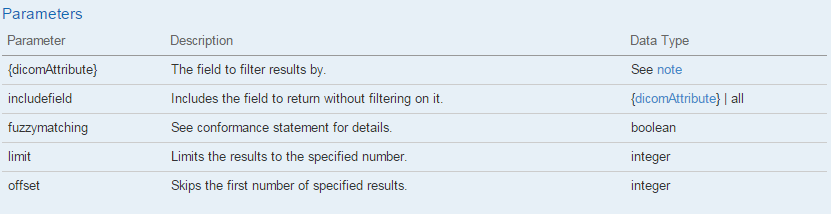 Parameters
Parameter Description Data Type
{dicomAttribute} The field to filter results by. See note
includefield Includes the field to return without filtering on it. {dicomAttribute} | all
fuzzymatching See conformance statement for details. boolean
limit Limits the results to the specified number. integer
offset Skips the first number of specified results. integer